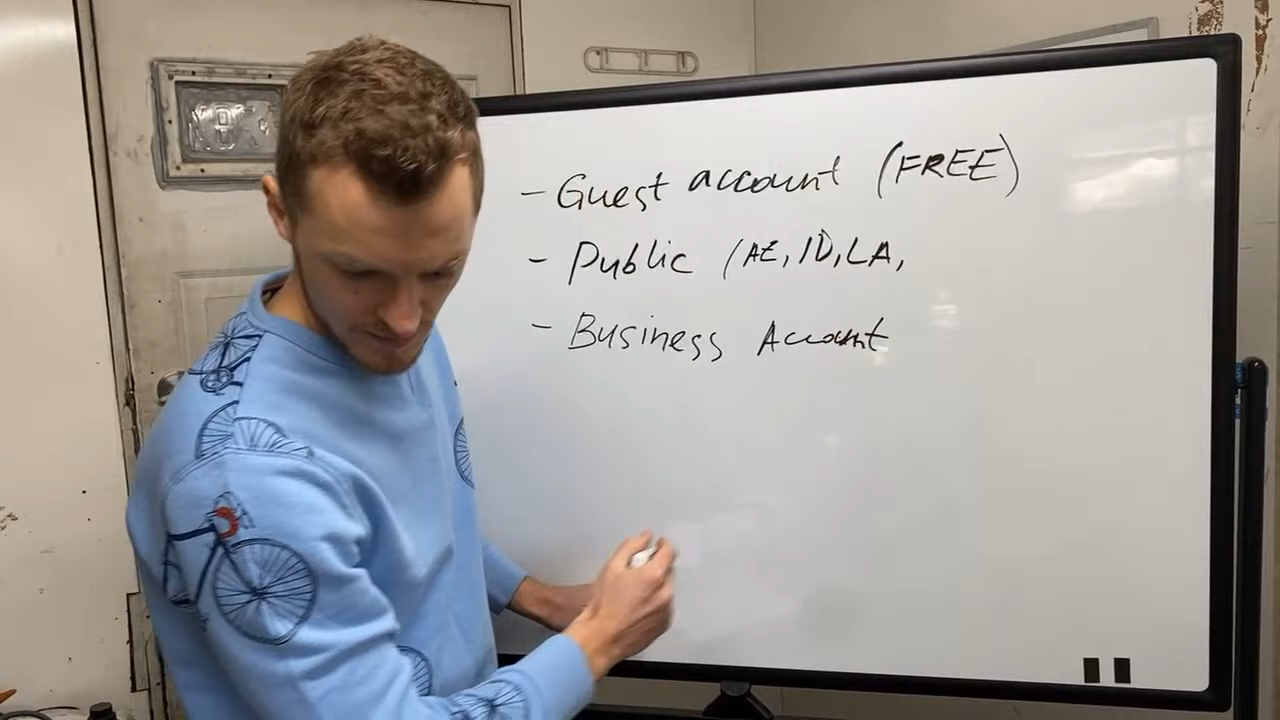 - Guest account (FREE)
- Public (AE, ID, LA,
- Business Account